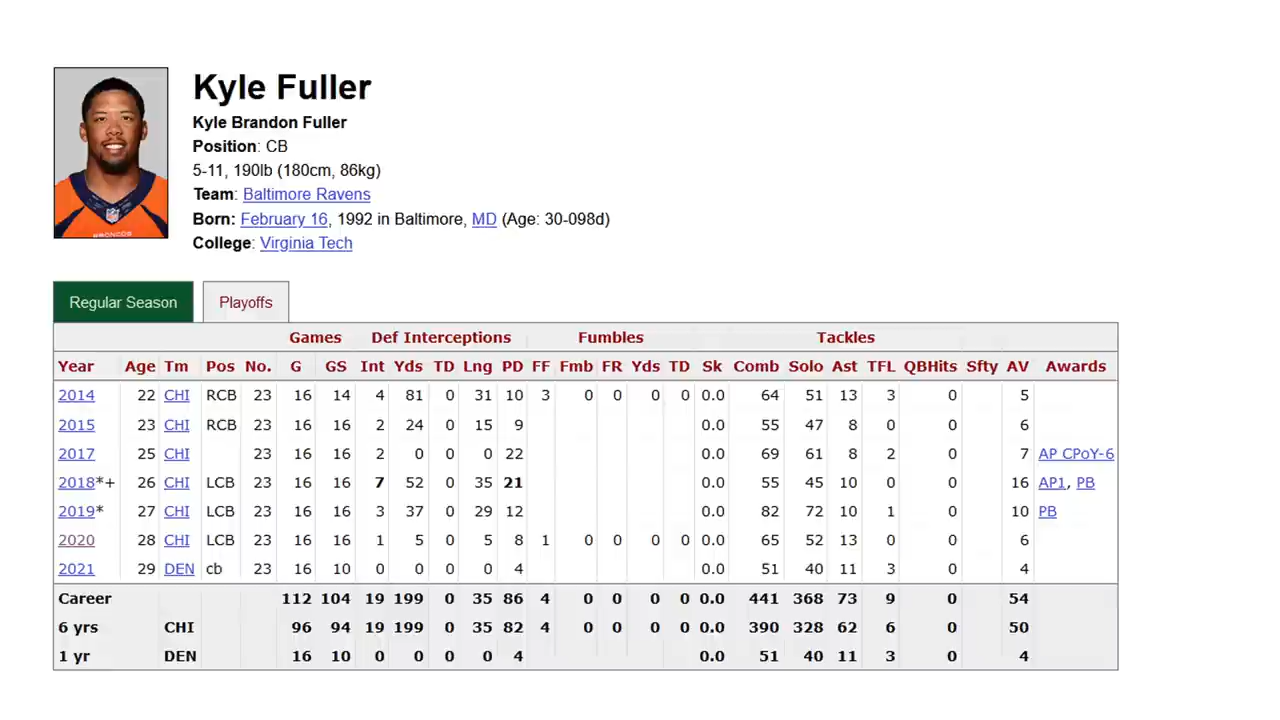 Kyle Fuller
Kyle Brandon Fuller
Position: CB
5-11, 190lb (180cm, 86kg)
Team: Baltimore Ravens
Born: February 16, 1992 in Baltimore, MD (Age: 30-098d)
College: Virginia Tech
BRONCOS
Regular Season Playoffs
Games Def Interceptions Fumbles Tackles
Year Age Tm Pos No. G GS Int Yds TD Lng PD FF Fmb FR Yds TD Sk Comb Solo Ast TFL QBHits Sfty AV Awards
2014 22 CHI RCB 23 16 14 4 81 0 31 10 3 0 0 0 0 0.0 64 51 13 3 0 5
2015 23 CHI RCB 23 16 16 2 24 0 15 9 0.0 55 47 8 0 0 6
2017 25 CHI 23 16 16 2 0 0 0 22 0.0 69 61 8 2 0 7 AP CPoY-6
2018*+ 26 CHI LCB 23 16 16 7 52 0 35 21 0.0 55 45 10 0 0 16 AP1, PB
2019* 27 CHI LCB 23 16 16 3 37 0 29 12 0.0 82 72 10 1 0 10 PB
2020 28 CHI LCB 23 16 16 1 5 0 5 8 1 0 0 0 0 0.0 65 52 13 0 0 6
2021 29 DEN cb 23 16 10 0 0 0 0 4 0.0 51 40 11 3 0 4
Career 112 104 19 199 0 35 86 4 0 0 0 0 0.0 441 368 73 9 0 54
6 yrs CHI 96 94 19 199 0 35 82 4 0 0 0 0 0.0 390 328 62 6 0 50
1 yr DEN 16 10 0 0 0 0 4 0.0 51 40 11 3 0 4